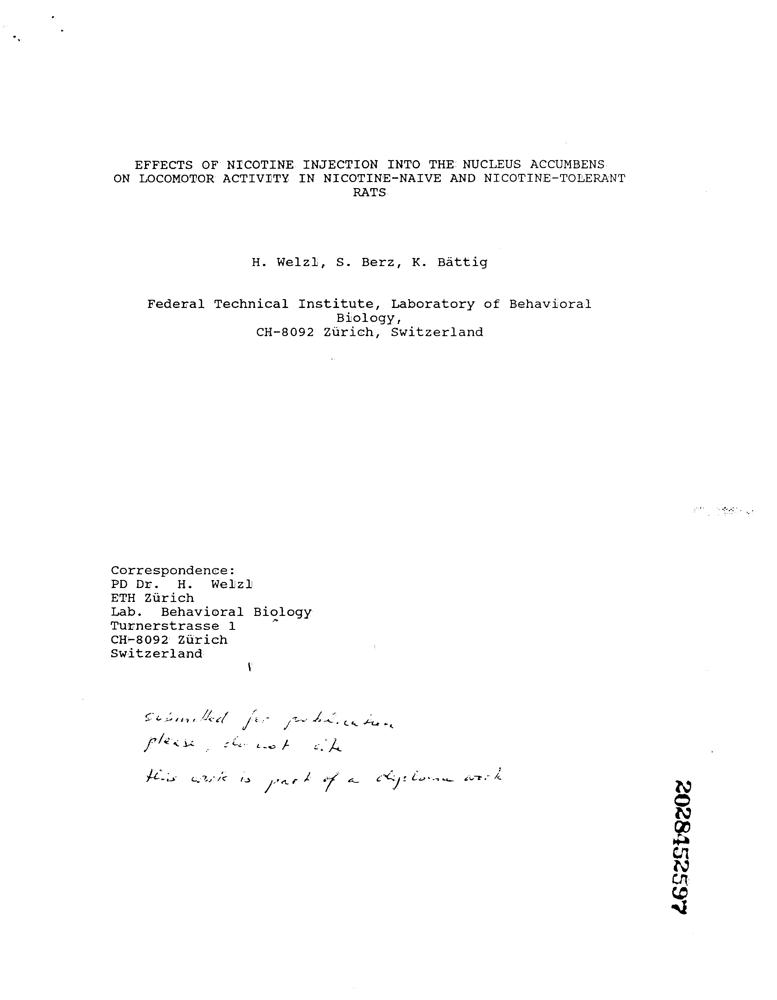 EFFECTS OF NICOTINE INJECTION INTO THE NUCLEUS ACCUMBENS
ON LOCOMOTOR ACTIVITY IN NICOTINE-NAIVE AND NICOTINE-TOLERANT
RATS
H. Welzl, S. Berz, K. Bättig
Federal Technical Institute, Laboratory of Behavioral
Biology,
CH-8092 Zürich, Switzerland
Correspondence:
PD Dr. H. Welzl
ETH Zürich
Lab. Behavioral Biology
Turnerstrasse 1
CH-8092 Zürich
Switzerland
submitted for publication
please, do not cite
this work is part of a diploma work
2028452597